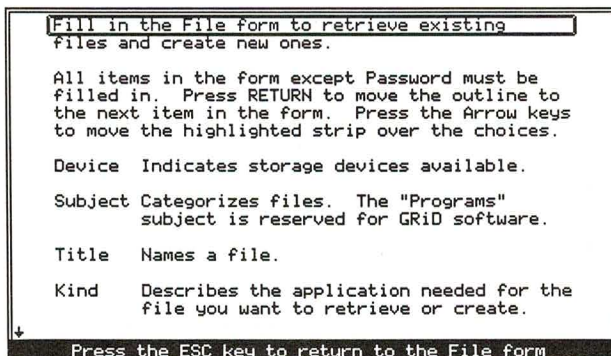 Fill in the File form to retrieve existing
files and create new ones.
All items in the form except Password must be
filled in. Press RETURN to move the outline to
the next item in the form. Press the Arrow keys
to move the highlighted strip over the choices.
Device Indicates storage devices available.
Subject Categorizes files. The "Programs"
subject is reserved for GRiD software.
Title Names a file.
Kind Describes the application needed for the
file you want to retrieve or create.
Press the ESC key to return to the File form